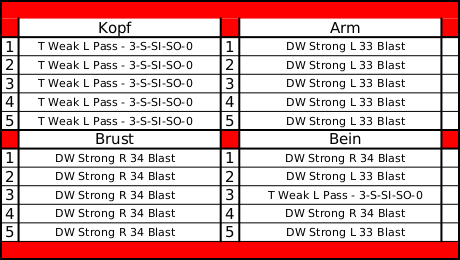 Kopf Arm
1 T Weak L Pass - 3-S-SI-SO-0 1 DW Strong L 33 Blast
2 T Weak L Pass - 3-S-SI-SO-0 2 DW Strong L 33 Blast
3 T Weak L Pass - 3-S-SI-SO-0 3 DW Strong L 33 Blast
4 T Weak L Pass - 3-S-SI-SO-0 4 DW Strong L 33 Blast
5 T Weak L Pass - 3-S-SI-SO-0 5 DW Strong L 33 Blast
Brust Bein
1 DW Strong R 34 Blast 1 DW Strong L 33 Blast
2 DW Strong R 34 Blast 2 DW Strong R 34 Blast
3 DW Strong R 34 Blast 3 T Weak L Pass - 3-S-SI-SO-0
4 DW Strong R 34 Blast 4 DW Strong R 34 Blast
5 DW Strong R 34 Blast 5 DW Strong L 33 Blast